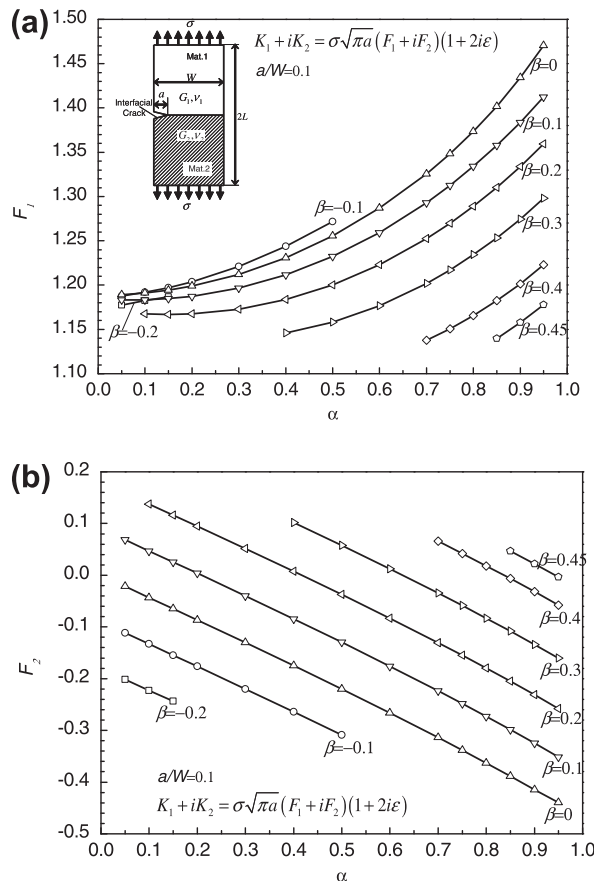 (a)
K₁ + iK₂ = σ√πa (F₁ + iF₂)(1 + 2iε)
a/W=0.1
σ
Mat.1
W
a
G₁,ν₁
Interfacial
Crack
2L
G₂,ν₂
Mat.2
σ
β=0
β=0.1
β=−0.1
β=0.2
β=0.3
β=0.4
β=−0.2
β=0.45
F₁
1.50
1.45
1.40
1.35
1.30
1.25
1.20
1.15
1.10
0.0 0.1 0.2 0.3 0.4 0.5 0.6 0.7 0.8 0.9 1.0
α
(b)
F₂
0.2
0.1
0.0
-0.1
-0.2
-0.3
-0.4
-0.5
β=0.45
β=0.4
β=0.3
β=−0.2
β=0.2
β=−0.1
β=0.1
β=0
a/W=0.1
K₁ + iK₂ = σ√πa (F₁ + iF₂)(1 + 2iε)
0.0 0.1 0.2 0.3 0.4 0.5 0.6 0.7 0.8 0.9 1.0
α